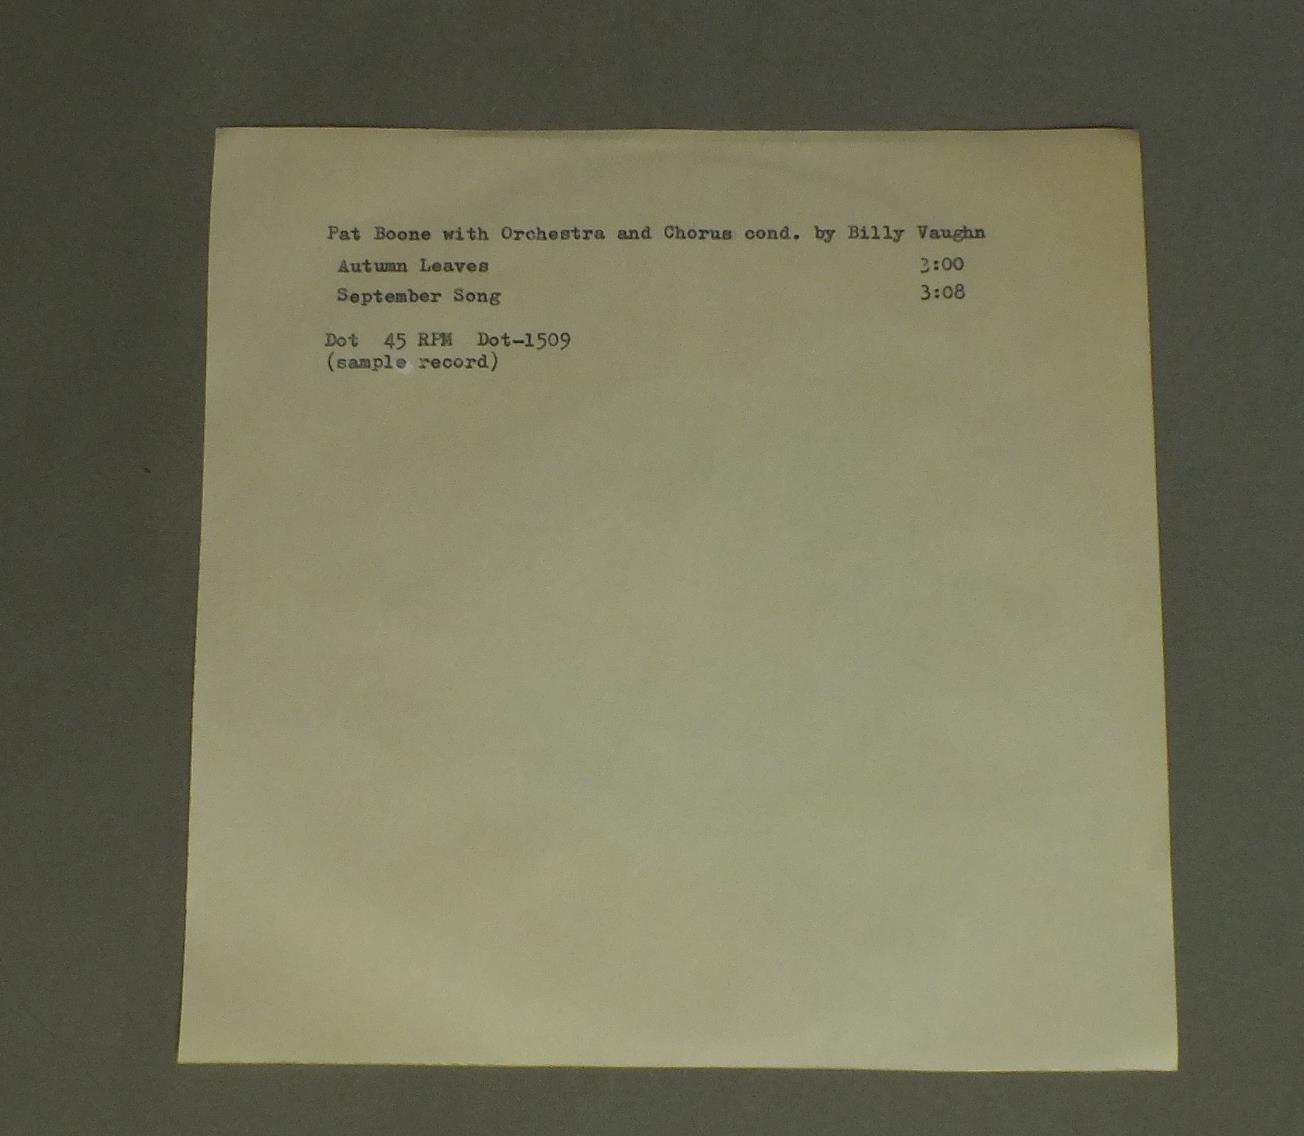 Pat Boone with Orchestra and Chorus cond. by Billy Vaughn
Autumn Leaves 3:00
September Song 3:08
Dot 45 RPM Dot-1509
(sample record)